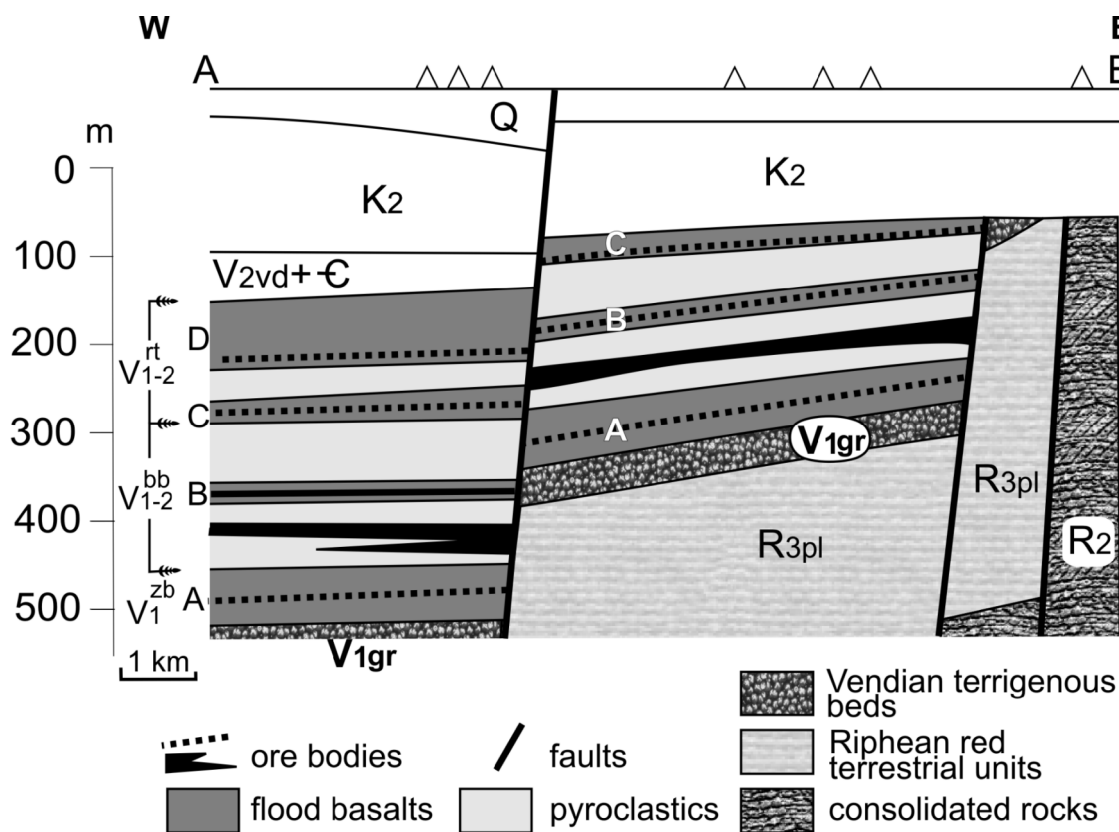 W
E
A
B
Q
m
0
K2
K2
100
V2vd+Є
C
B
200
D
rt
V1-2
C
300
A
V1gr
bb
V1-2
B
400
R3pl
R3pl
R2
zb
V1
A
500
1 km
V1gr
ore bodies
faults
flood basalts
pyroclastics
Vendian terrigenous
beds
Riphean red
terrestrial units
consolidated rocks